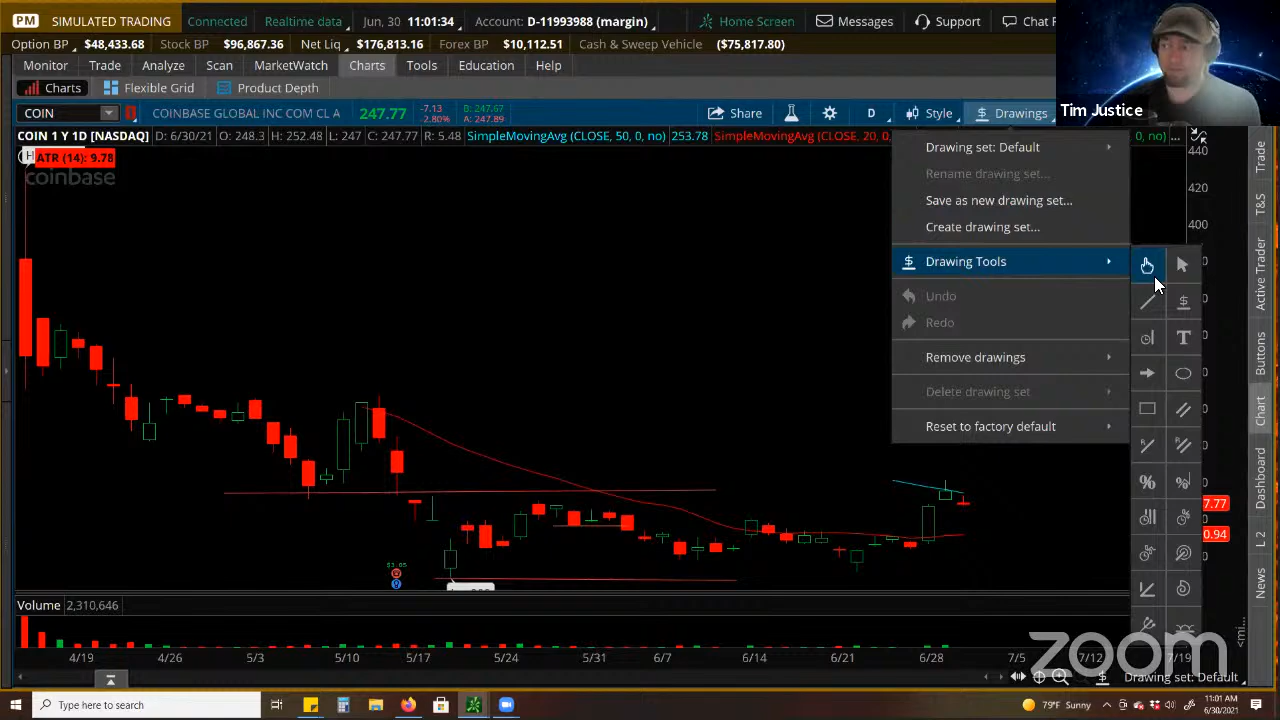 PM SIMULATED TRADING Connected Realtime data Jun, 30 11:01:34 Account: D-11993988 (margin) Home Screen Messages Support Chat
Option BP $48,433.68 Stock BP $96,867.36 Net Liq $176,813.16 Forex BP $10,112.51 Cash & Sweep Vehicle ($75,817.80)
Monitor Trade Analyze Scan MarketWatch Charts Tools Education Help
Charts Flexible Grid Product Depth
Tim Justice
COIN COINBASE GLOBAL INC COM CL A 247.77 -7.13 -2.80% B: 247.67 A: 247.89 Share D Style Drawings
COIN 1 Y 1D [NASDAQ] D: 6/30/21 O: 248.3 H: 252.48 L: 247 C: 247.77 R: 5.48 SimpleMovingAvg (CLOSE, 50, 0, no) 253.78 SimpleMovingAvg (CLOSE, 20, 0, 0, no) ...
ATR (14): 9.78
coinbase
Drawing set: Default
Rename drawing set...
Save as new drawing set...
Create drawing set...
Drawing Tools
Undo
Redo
Remove drawings
Delete drawing set
Reset to factory default
440
420
400
7.77
0.94
Trade
T&S
Active Trader
Buttons
Chart
Dashboard
L 2
News
Volume 2,310,646
4/19 4/26 5/3 5/10 5/17 5/24 5/31 6/7 6/14 6/21 6/28 7/5 7/12 7/19
zoom
Drawing set: Default
Type here to search
79°F Sunny
11:01 AM
6/30/2021